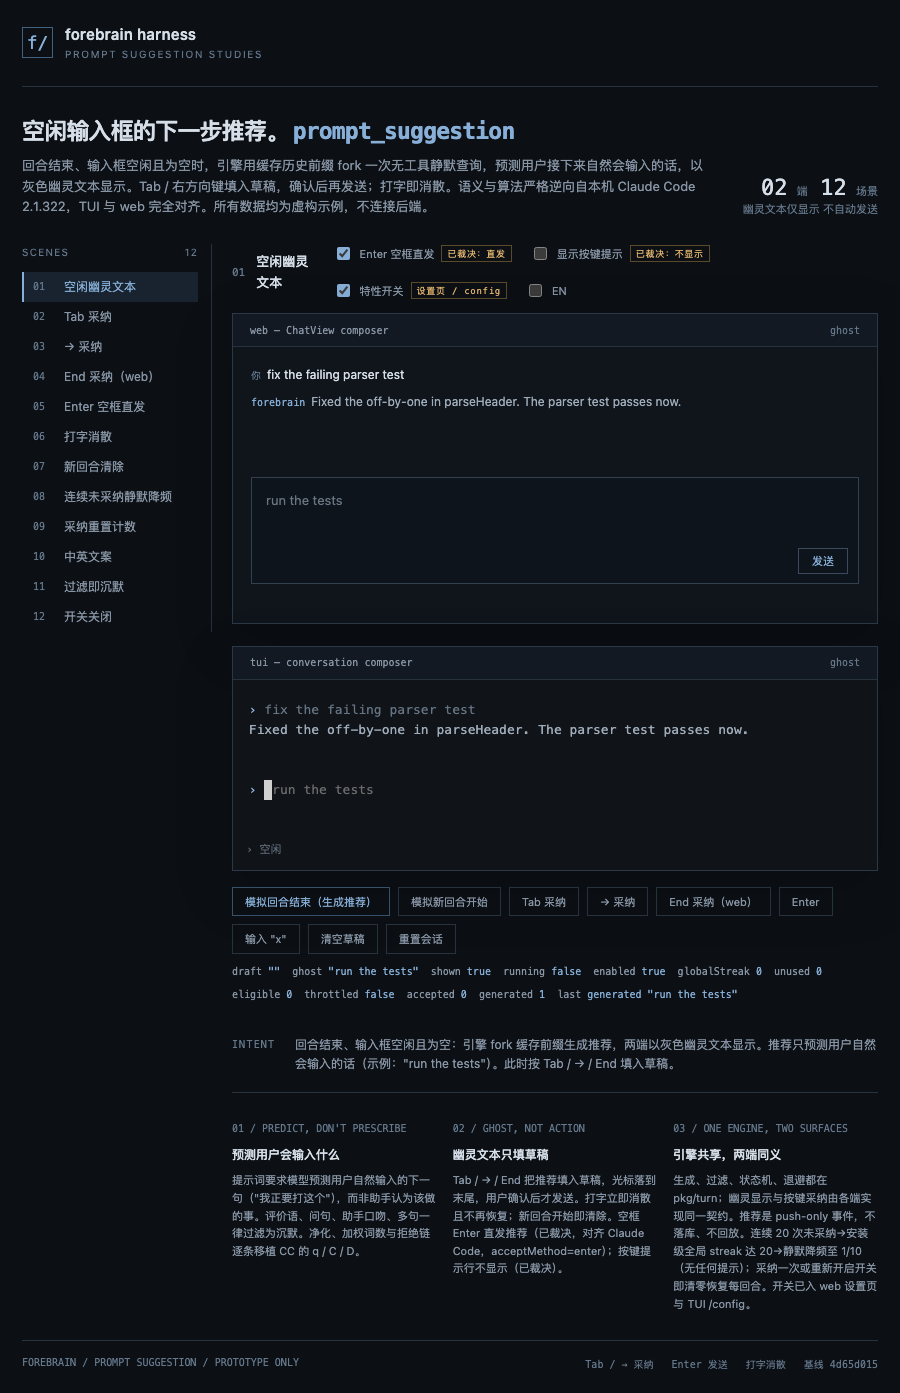 f/
forebrain harness
PROMPT SUGGESTION STUDIES
空闲输入框的下一步推荐。prompt_suggestion
回合结束、输入框空闲且为空时，引擎用缓存历史前缀 fork 一次无工具静默查询，预测用户接下来自然会输入的话，以
灰色幽灵文本显示。Tab / 右方向键填入草稿，确认后再发送；打字即消散。语义与算法严格逆向自本机 Claude Code
2.1.322，TUI 与 web 完全对齐。所有数据均为虚构示例，不连接后端。
02 端 12 场景
幽灵文本仅显示 不自动发送
SCENES 12
01 空闲幽灵文本
02 Tab 采纳
03 → 采纳
04 End 采纳（web）
05 Enter 空框直发
06 打字消散
07 新回合清除
08 连续未采纳静默降频
09 采纳重置计数
10 中英文案
11 过滤即沉默
12 开关关闭
01 空闲幽灵
文本
Enter 空框直发 已裁决：直发 显示按键提示 已裁决：不显示
特性开关 设置页 / config EN
web — ChatView composer ghost
你 fix the failing parser test
forebrain Fixed the off-by-one in parseHeader. The parser test passes now.
run the tests
发送
tui — conversation composer ghost
› fix the failing parser test
Fixed the off-by-one in parseHeader. The parser test passes now.
› run the tests
› 空闲
模拟回合结束（生成推荐） 模拟新回合开始 Tab 采纳 → 采纳 End 采纳（web） Enter
输入 "x" 清空草稿 重置会话
draft "" ghost "run the tests" shown true running false enabled true globalStreak 0 unused 0
eligible 0 throttled false accepted 0 generated 1 last generated "run the tests"
INTENT 回合结束、输入框空闲且为空：引擎 fork 缓存前缀生成推荐，两端以灰色幽灵文本显示。推荐只预测用户自然
会输入的话（示例："run the tests"）。此时按 Tab / → / End 填入草稿。
01 / PREDICT, DON'T PRESCRIBE
预测用户会输入什么
提示词要求模型预测用户自然输入的下一
句（"我正要打这个"），而非助手认为该做
的事。评价语、问句、助手口吻、多句一
律过滤为沉默。净化、加权词数与拒绝链
逐条移植 CC 的 q / C / D。
02 / GHOST, NOT ACTION
幽灵文本只填草稿
Tab / → / End 把推荐填入草稿，光标落到
末尾，用户确认后才发送。打字立即消散
且不再恢复；新回合开始即清除。空框
Enter 直发推荐（已裁决，对齐 Claude
Code，acceptMethod=enter）；按键提
示行不显示（已裁决）。
03 / ONE ENGINE, TWO SURFACES
引擎共享，两端同义
生成、过滤、状态机、退避都在
pkg/turn；幽灵显示与按键采纳由各端实
现同一契约。推荐是 push-only 事件，不
落库、不回放。连续 20 次未采纳→安装
级全局 streak 达 20→静默降频至 1/10
（无任何提示）；采纳一次或重新开启开关
即清零恢复每回合。开关已入 web 设置页
与 TUI /config。
FOREBRAIN / PROMPT SUGGESTION / PROTOTYPE ONLY
Tab / → 采纳 Enter 发送 打字消散 基线 4d65d015